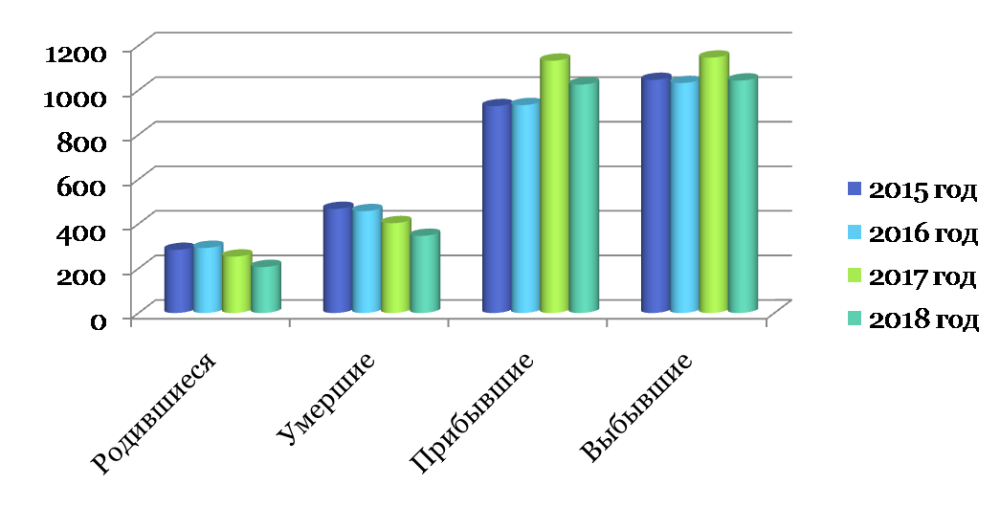 1200
1000
800
600
400
200
0
Родившиеся
Умершие
Прибывшие
Выбывшие
2015 год
2016 год
2017 год
2018 год